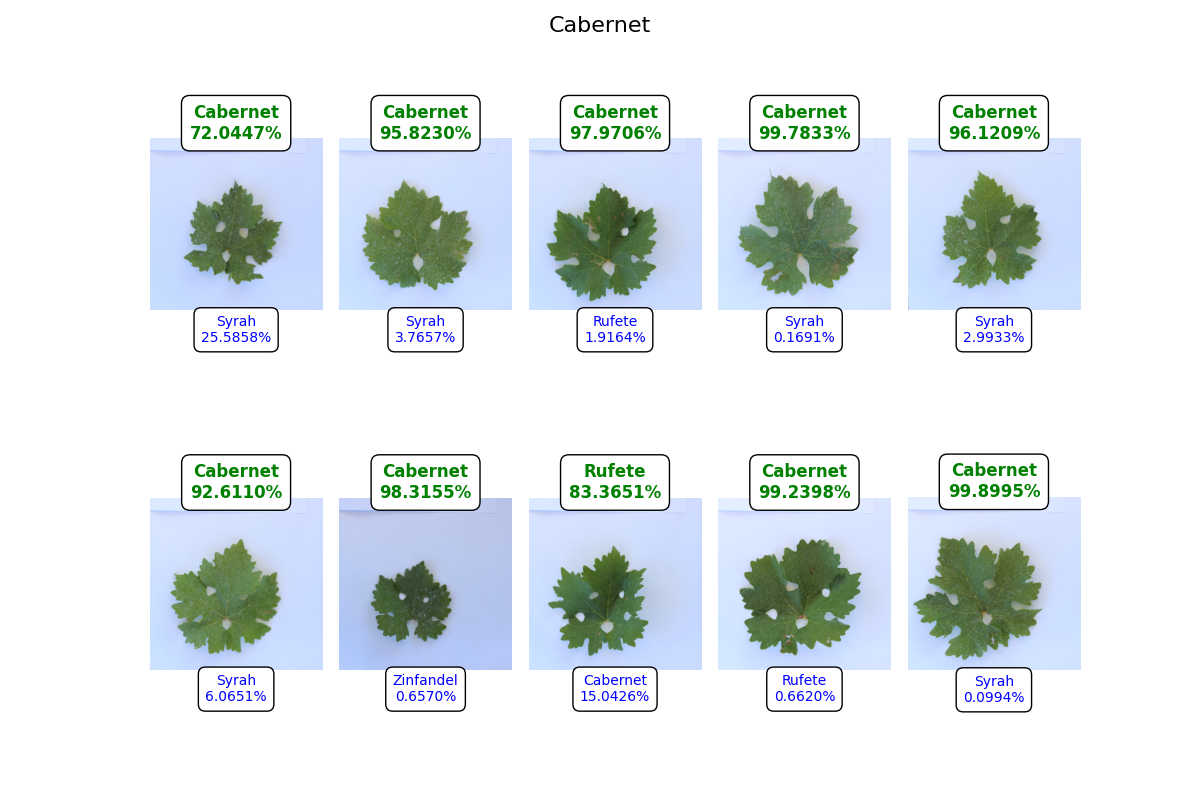 Cabernet
Cabernet
72.0447%
Cabernet
95.8230%
Cabernet
97.9706%
Cabernet
99.7833%
Cabernet
96.1209%
Syrah
25.5858%
Syrah
3.7657%
Rufete
1.9164%
Syrah
0.1691%
Syrah
2.9933%
Cabernet
92.6110%
Cabernet
98.3155%
Rufete
83.3651%
Cabernet
99.2398%
Cabernet
99.8995%
Syrah
6.0651%
Zinfandel
0.6570%
Cabernet
15.0426%
Rufete
0.6620%
Syrah
0.0994%